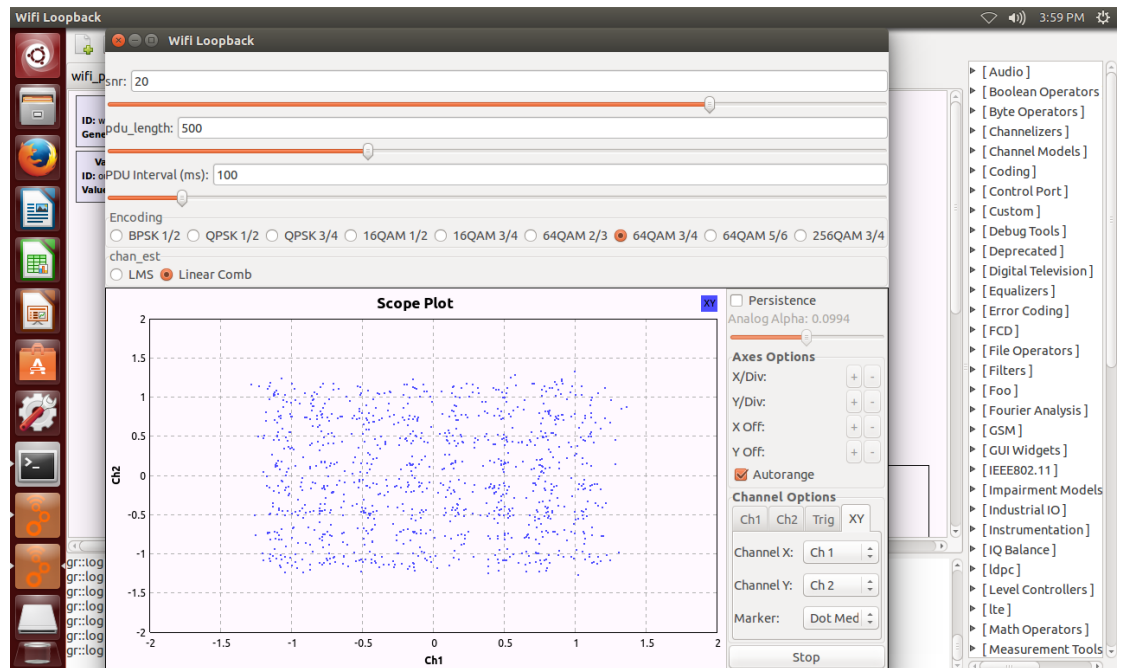 Wifi Loopback
3:59 PM
Wifi Loopback
wifi_p
ID: w
Gene
Va
ID: o
Value
snr: 20
pdu_length: 500
PDU Interval (ms): 100
Encoding
BPSK 1/2 QPSK 1/2 QPSK 3/4 16QAM 1/2 16QAM 3/4 64QAM 2/3 64QAM 3/4 64QAM 5/6 256QAM 3/4
chan_est
LMS Linear Comb
Scope Plot
XY
2
1.5
1
0.5
0
-0.5
-1
-1.5
-2
Ch2
-2 -1.5 -1 -0.5 0 0.5 1 1.5 2
Ch1
Persistence
Analog Alpha: 0.0994
Axes Options
X/Div: + -
Y/Div: + -
X Off: + -
Y Off: + -
Autorange
Channel Options
Ch1 Ch2 Trig XY
Channel X: Ch 1
Channel Y: Ch 2
Marker: Dot Med
Stop
gr::log
gr::log
gr::log
gr::log
gr::log
gr::log
gr::log
[ Audio ]
[ Boolean Operators
[ Byte Operators ]
[ Channelizers ]
[ Channel Models ]
[ Coding ]
[ Control Port ]
[ Custom ]
[ Debug Tools ]
[ Deprecated ]
[ Digital Television ]
[ Equalizers ]
[ Error Coding ]
[ FCD ]
[ File Operators ]
[ Filters ]
[ Foo ]
[ Fourier Analysis ]
[ GSM ]
[ GUI Widgets ]
[ IEEE802.11 ]
[ Impairment Models
[ Industrial IO ]
[ Instrumentation ]
[ IQ Balance ]
[ ldpc ]
[ Level Controllers ]
[ lte ]
[ Math Operators ]
[ Measurement Tools